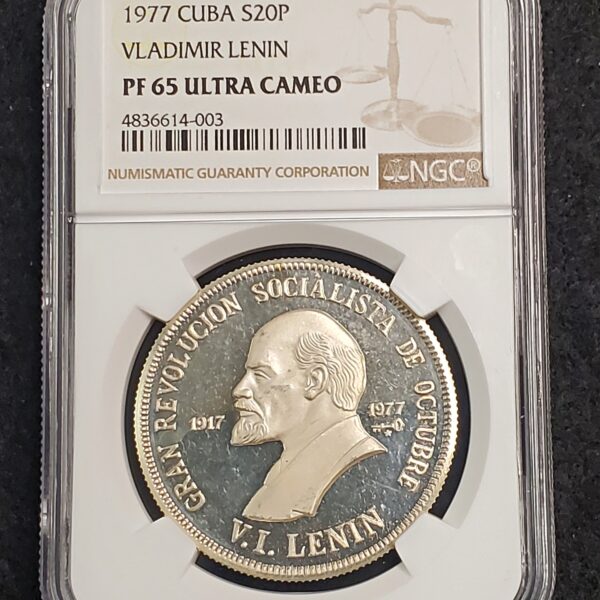 1977 CUBA S20P
VLADIMIR LENIN
PF 65 ULTRA CAMEO
4836614-003
NUMISMATIC GUARANTY CORPORATION
NGC®
GRAN REVOLUCION SOCIALISTA DE OCTUBRE
1917
1977
V.I. LENIN